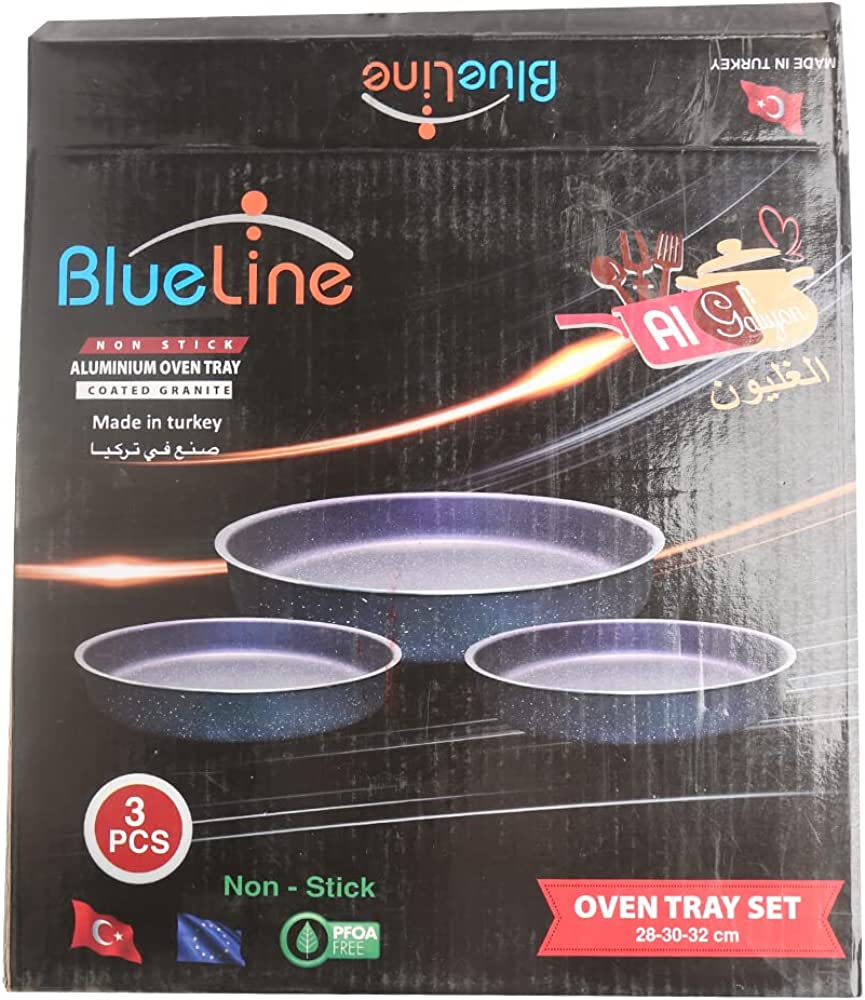 BlueLine
MADE IN TURKEY
BlueLine
NON STICK
ALUMINIUM OVEN TRAY
COATED GRANITE
Made in turkey
صنع في تركيا
Al Galyon
الغليون
3
PCS
Non - Stick
PFOA
FREE
OVEN TRAY SET
28-30-32 cm